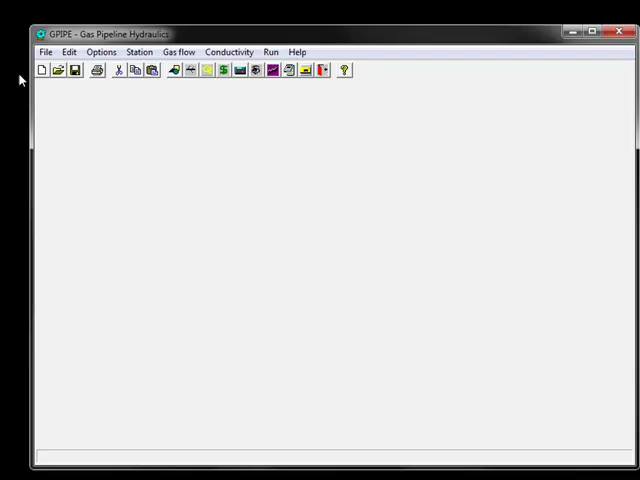 GPIPE - Gas Pipeline Hydraulics
File Edit Options Station Gas flow Conductivity Run Help